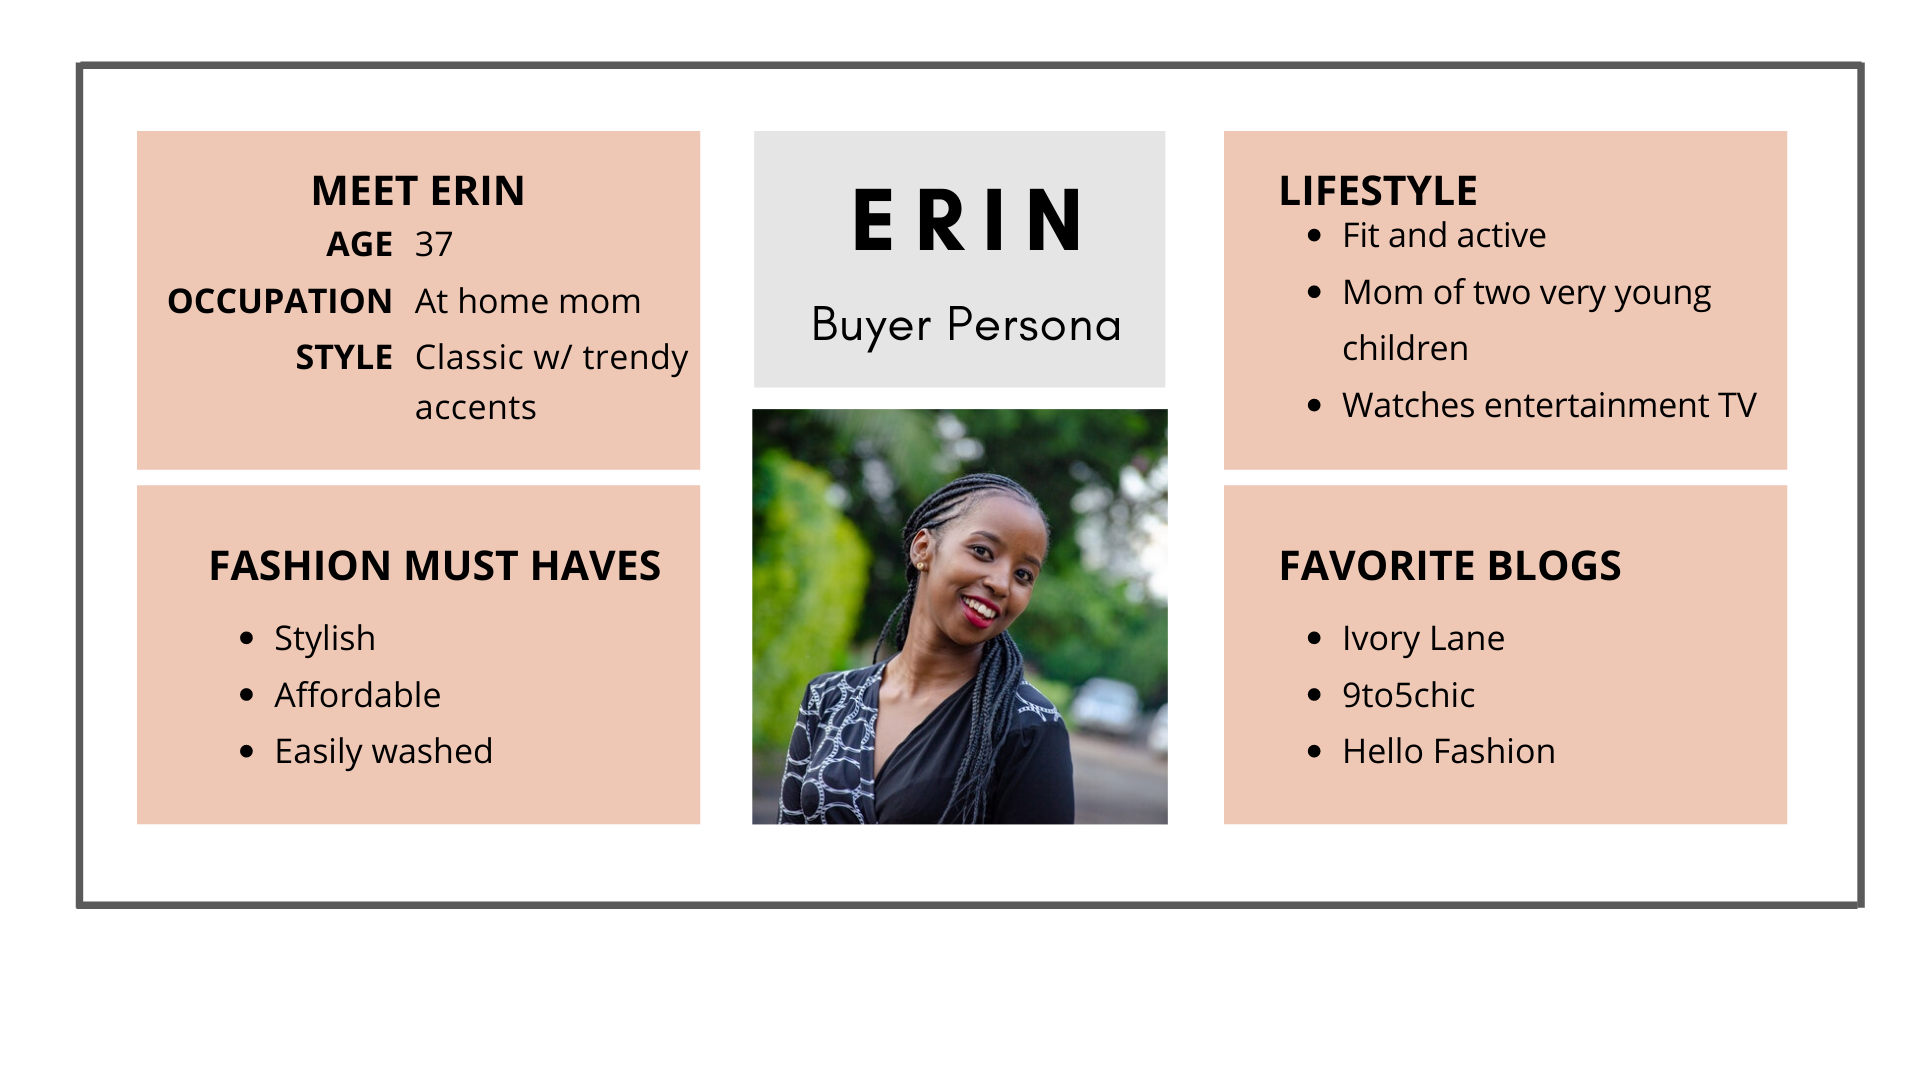 MEET ERIN
AGE 37
OCCUPATION At home mom
STYLE Classic w/ trendy
accents
FASHION MUST HAVES
Stylish
Affordable
Easily washed
ERIN
Buyer Persona
LIFESTYLE
Fit and active
Mom of two very young
children
Watches entertainment TV
FAVORITE BLOGS
Ivory Lane
9to5chic
Hello Fashion